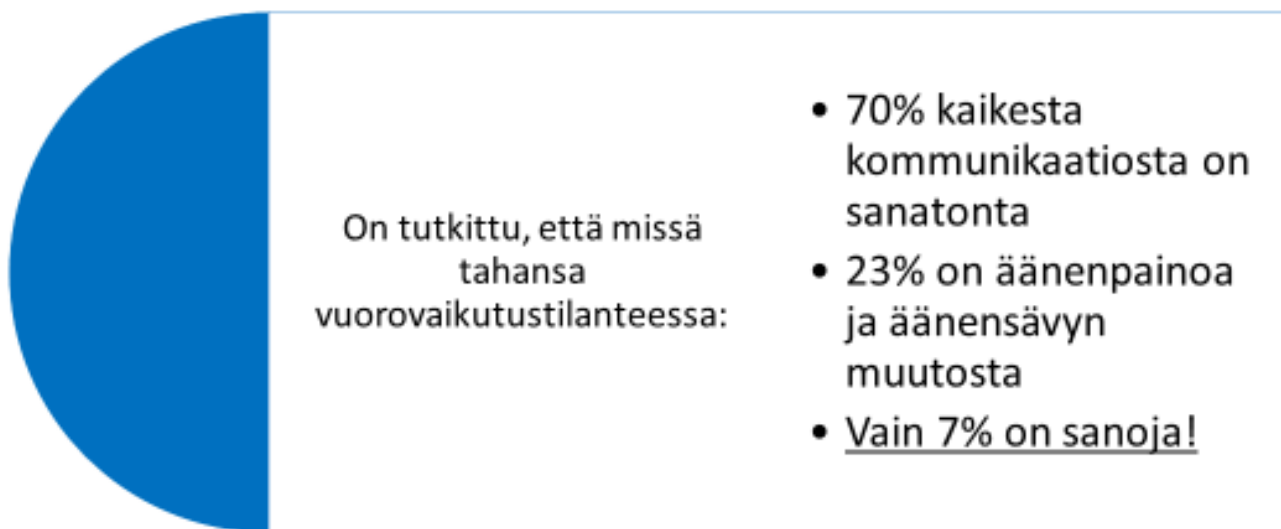 On tutkittu, että missä
tahansa
vuorovaikutustilanteessa:
• 70% kaikesta
kommunikaatiosta on
sanatonta
• 23% on äänenpainoa
ja äänensävyn
muutosta
• Vain 7% on sanoja!